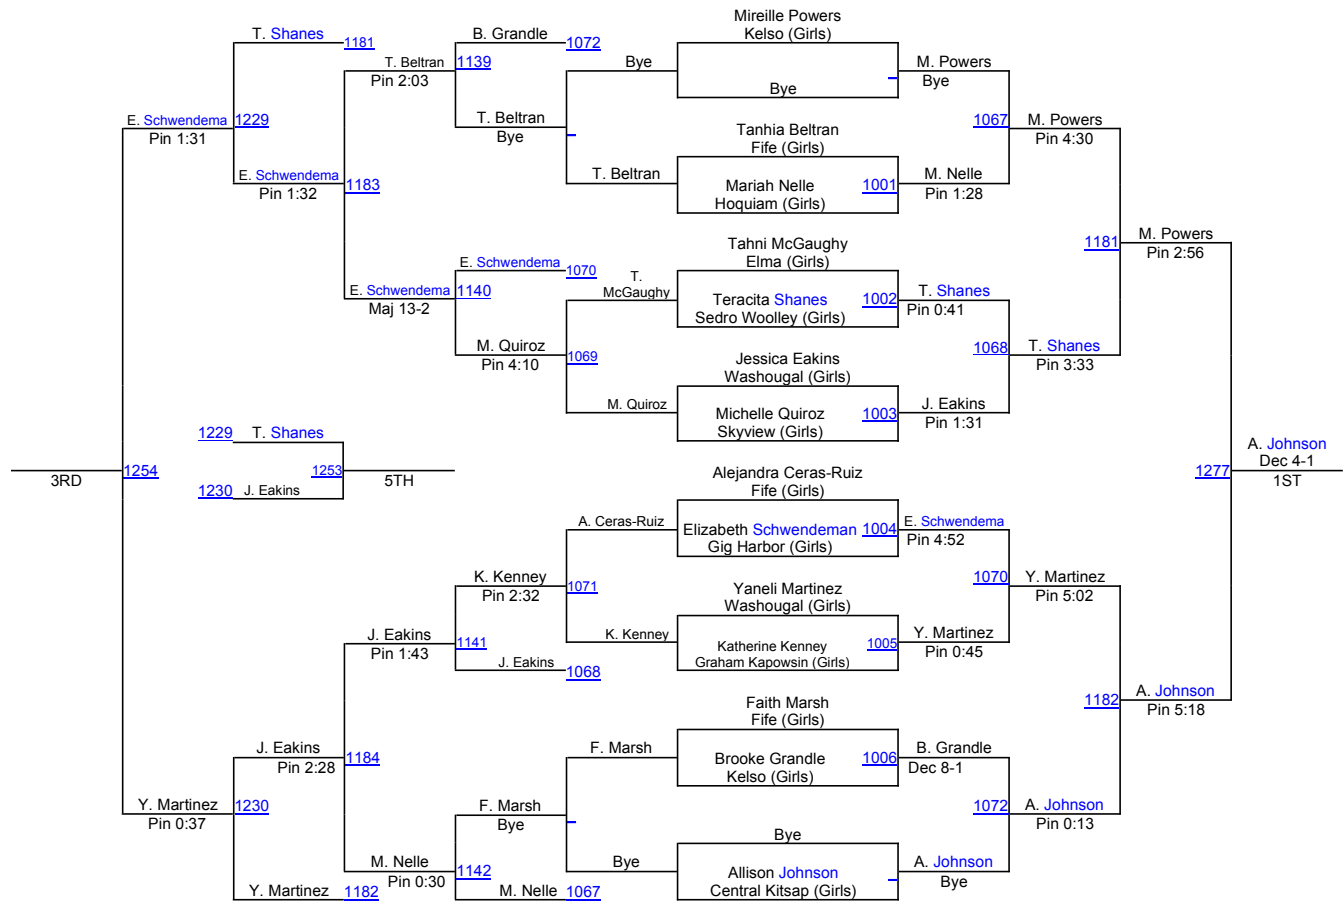 Mireille Powers
Kelso (Girls)
T. Shanes
1181
B. Grandle
1072
T. Beltran
1139
Pin 2:03
Bye
Bye
M. Powers
Bye
E. Schwendema
1229
Pin 1:31
T. Beltran
Bye
Tanhia Beltran
Fife (Girls)
1067
M. Powers
Pin 4:30
E. Schwendema
1183
Pin 1:32
T. Beltran
Mariah Nelle
1001
Hoquiam (Girls)
M. Nelle
Pin 1:28
Tahni McGaughy
Elma (Girls)
1181
M. Powers
Pin 2:56
E. Schwendema
1070
T.
McGaughy
E. Schwendema
1140
Maj 13-2
Teracita Shanes
1002
Sedro Woolley (Girls)
T. Shanes
Pin 0:41
M. Quiroz
1069
Pin 4:10
Jessica Eakins
Washougal (Girls)
1068
T. Shanes
Pin 3:33
M. Quiroz
Michelle Quiroz
1003
Skyview (Girls)
J. Eakins
Pin 1:31
1229
T. Shanes
3RD
1254
1253
5TH
1230
J. Eakins
1277
A. Johnson
Dec 4-1
1ST
Alejandra Ceras-Ruiz
Fife (Girls)
A. Ceras-Ruiz
Elizabeth Schwendeman
1004
Gig Harbor (Girls)
E. Schwendema
Pin 4:52
K. Kenney
1071
Pin 2:32
Yaneli Martinez
Washougal (Girls)
1070
Y. Martinez
Pin 5:02
J. Eakins
1141
Pin 1:43
K. Kenney
Katherine Kenney
1005
Graham Kapowsin (Girls)
Y. Martinez
Pin 0:45
J. Eakins
1068
Faith Marsh
Fife (Girls)
1182
A. Johnson
Pin 5:18
J. Eakins
1184
Pin 2:28
F. Marsh
Brooke Grandle
1006
Kelso (Girls)
B. Grandle
Dec 8-1
Y. Martinez
1230
Pin 0:37
F. Marsh
Bye
Bye
1072
A. Johnson
Pin 0:13
M. Nelle
1142
Pin 0:30
Bye
Allison Johnson
Central Kitsap (Girls)
A. Johnson
Bye
Y. Martinez
1182
M. Nelle
1067